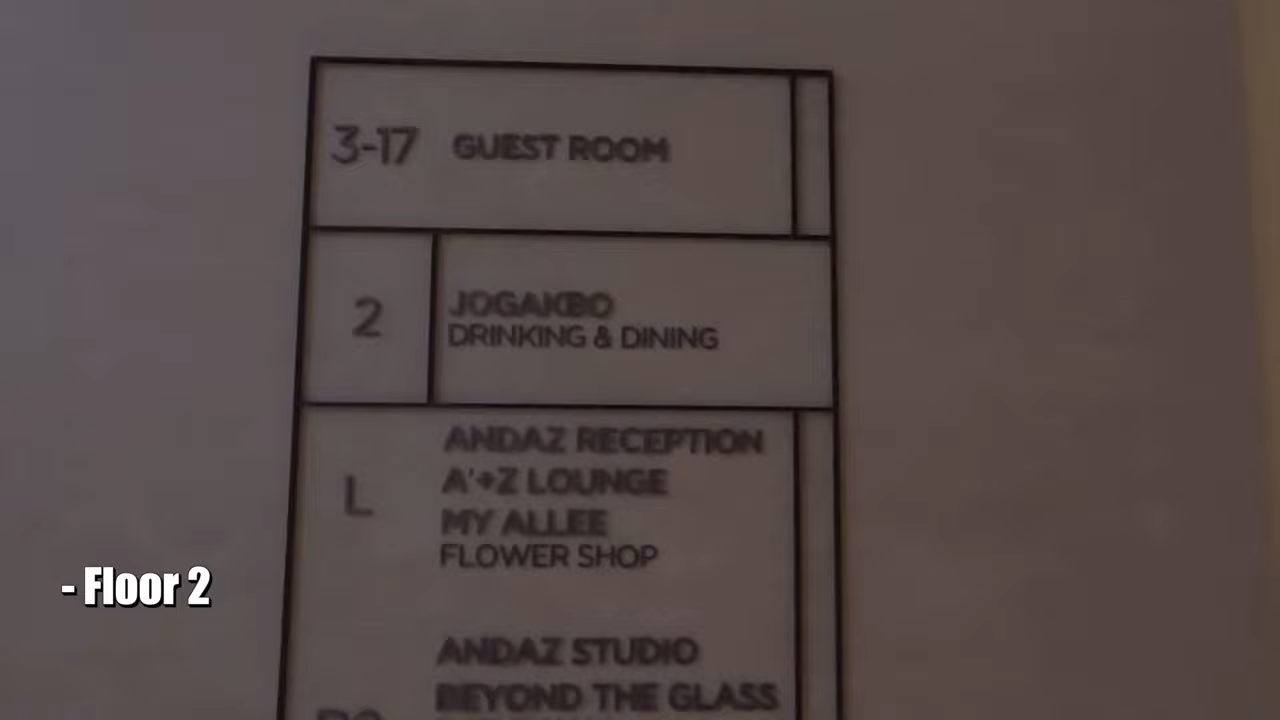 3-17 GUEST ROOM
2 JOGAKBO
DRINKING & DINING
L ANDAZ RECEPTION
A'+Z LOUNGE
MY ALLEE
FLOWER SHOP
- Floor 2
ANDAZ STUDIO
BEYOND THE GLASS